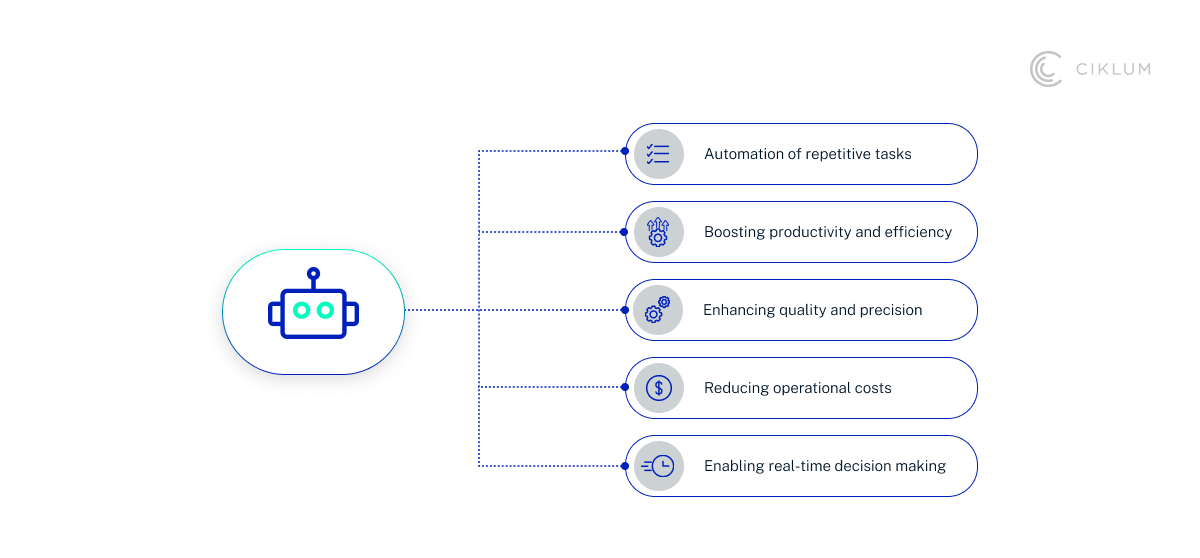 CIKLUM
Automation of repetitive tasks
Boosting productivity and efficiency
Enhancing quality and precision
Reducing operational costs
Enabling real-time decision making